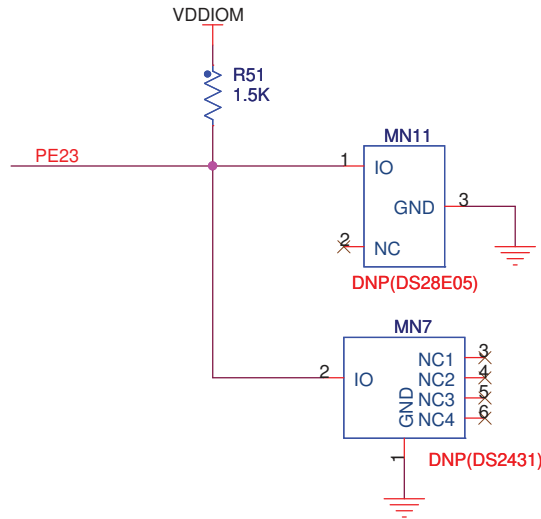 VDDIOM
R51
1.5K
PE23
MN11
1
IO
GND
3
2
NC
DNP(DS28E05)
MN7
2
IO
GND
NC1
3
NC2
4
NC3
5
NC4
6
1
DNP(DS2431)